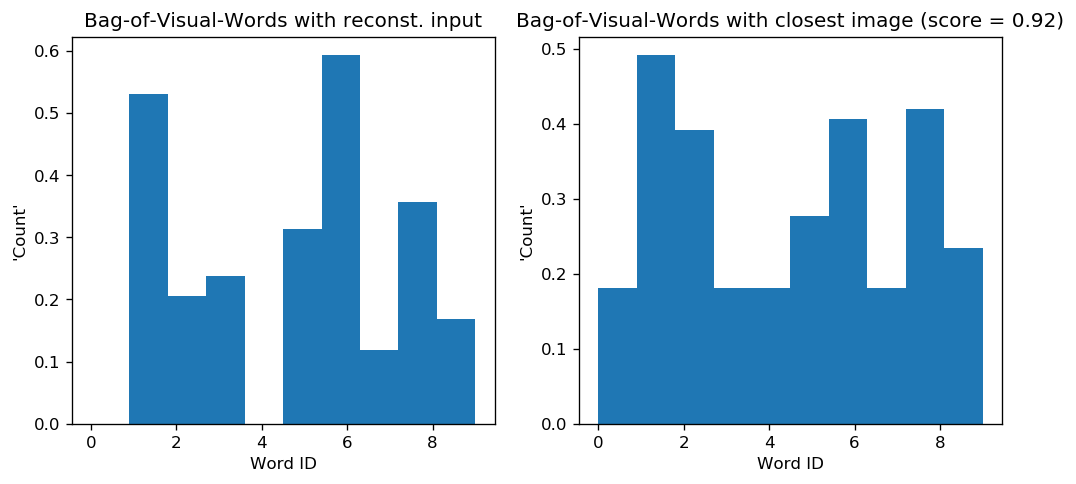 Bag-of-Visual-Words with reconst. input
0.6
0.5
0.4
0.3
0.2
0.1
0.0
'Count'
0 2 4 6 8
Word ID
Bag-of-Visual-Words with closest image (score = 0.92)
0.5
0.4
0.3
0.2
0.1
0.0
'Count'
0 2 4 6 8
Word ID